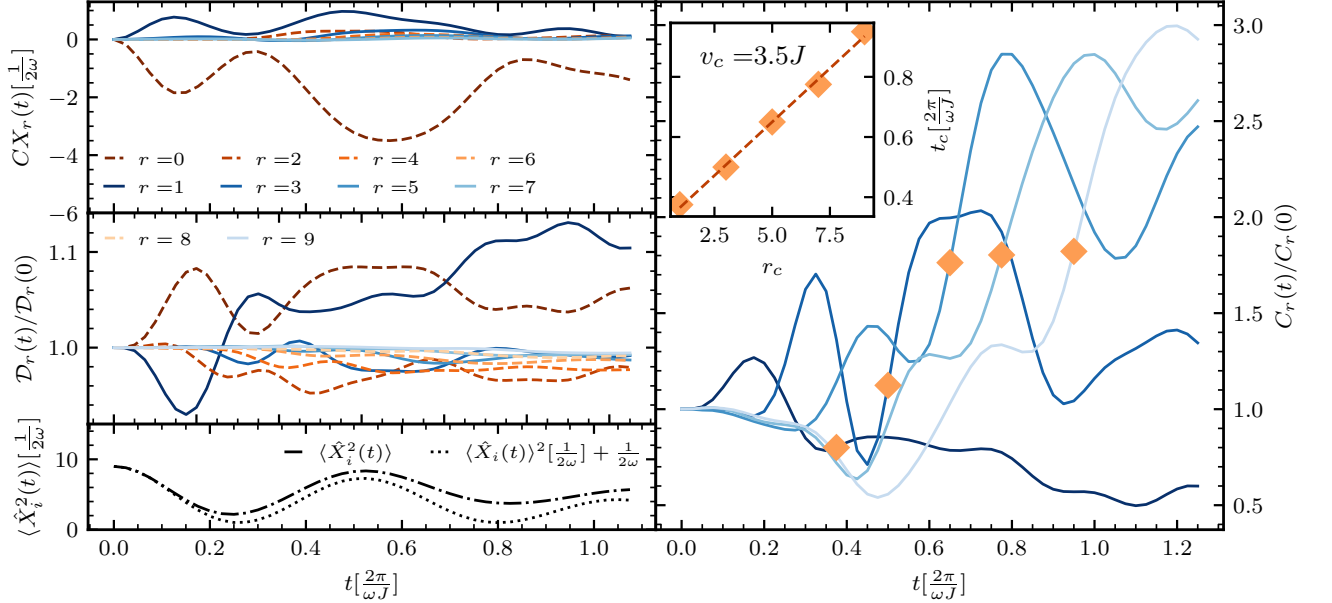 CX_r(t)[1/2ω]
0
−2
−4
−6
r =0 r =2 r =4 r =6
r =1 r =3 r =5 r =7
𝒟_r(t)/𝒟_r(0)
1.1
1.0
r = 8 r = 9
⟨X̂_i²(t)⟩[1/2ω]
10
0
⟨X̂_i²(t)⟩ ⟨X̂_i(t)⟩²[1/2ω] + 1/2ω
0.0 0.2 0.4 0.6 0.8 1.0
t[2π/ωJ]
v_c =3.5J
0.8
0.6
0.4
t_c[2π/ωJ]
2.5 5.0 7.5
r_c
3.0
2.5
2.0
1.5
1.0
0.5
C_r(t)/C_r(0)
0.0 0.2 0.4 0.6 0.8 1.0 1.2
t[2π/ωJ]